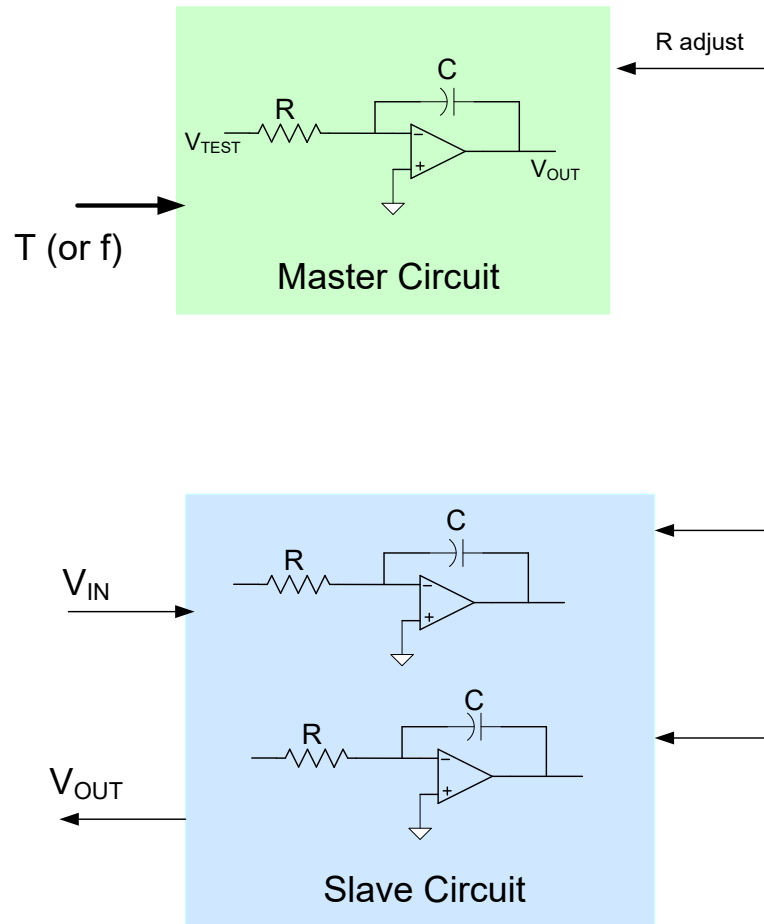 R adjust
C
R
V_TEST
V_OUT
T (or f)
Master Circuit
C
R
V_IN
C
R
V_OUT
Slave Circuit